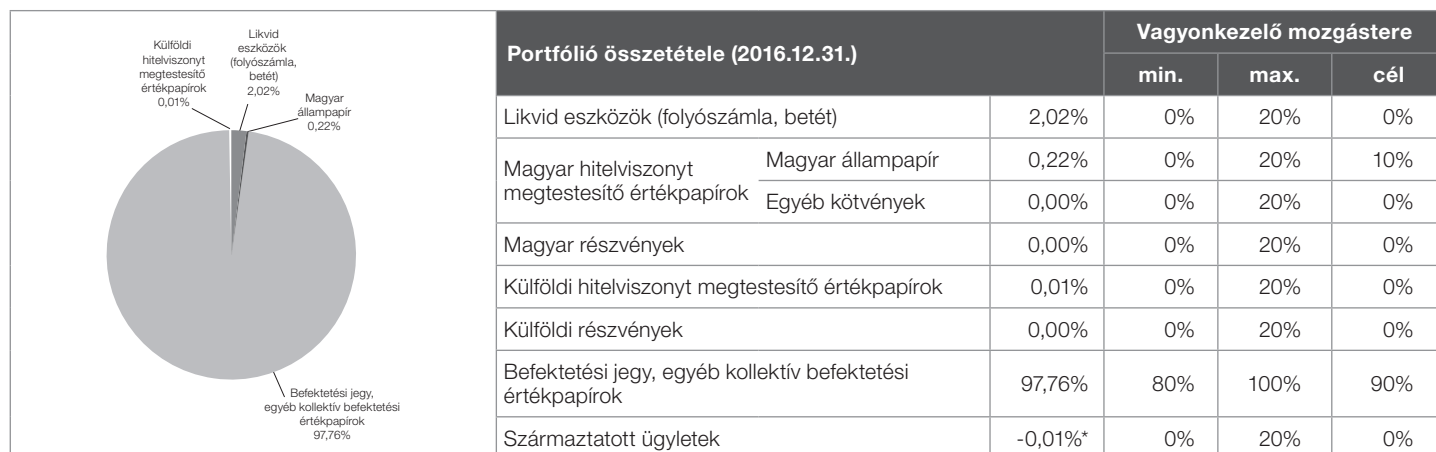 Külföldi
hitelviszonyt
megtestesítő
értékpapírok
0,01%
Likvid
eszközök
(folyószámla,
betét)
2,02%
Magyar
állampapír
0,22%
Befektetési jegy,
egyéb kollektív befektetési
értékpapírok
97,76%
Portfólió összetétele (2016.12.31.)
Vagyonkezelő mozgástere
min. max. cél
Likvid eszközök (folyószámla, betét) 2,02% 0% 20% 0%
Magyar hitelviszonyt
megtestesítő értékpapírok
Magyar állampapír 0,22% 0% 20% 10%
Egyéb kötvények 0,00% 0% 20% 0%
Magyar részvények 0,00% 0% 20% 0%
Külföldi hitelviszonyt megtestesítő értékpapírok 0,01% 0% 20% 0%
Külföldi részvények 0,00% 0% 20% 0%
Befektetési jegy, egyéb kollektív befektetési
értékpapírok 97,76% 80% 100% 90%
Származtatott ügyletek -0,01%* 0% 20% 0%